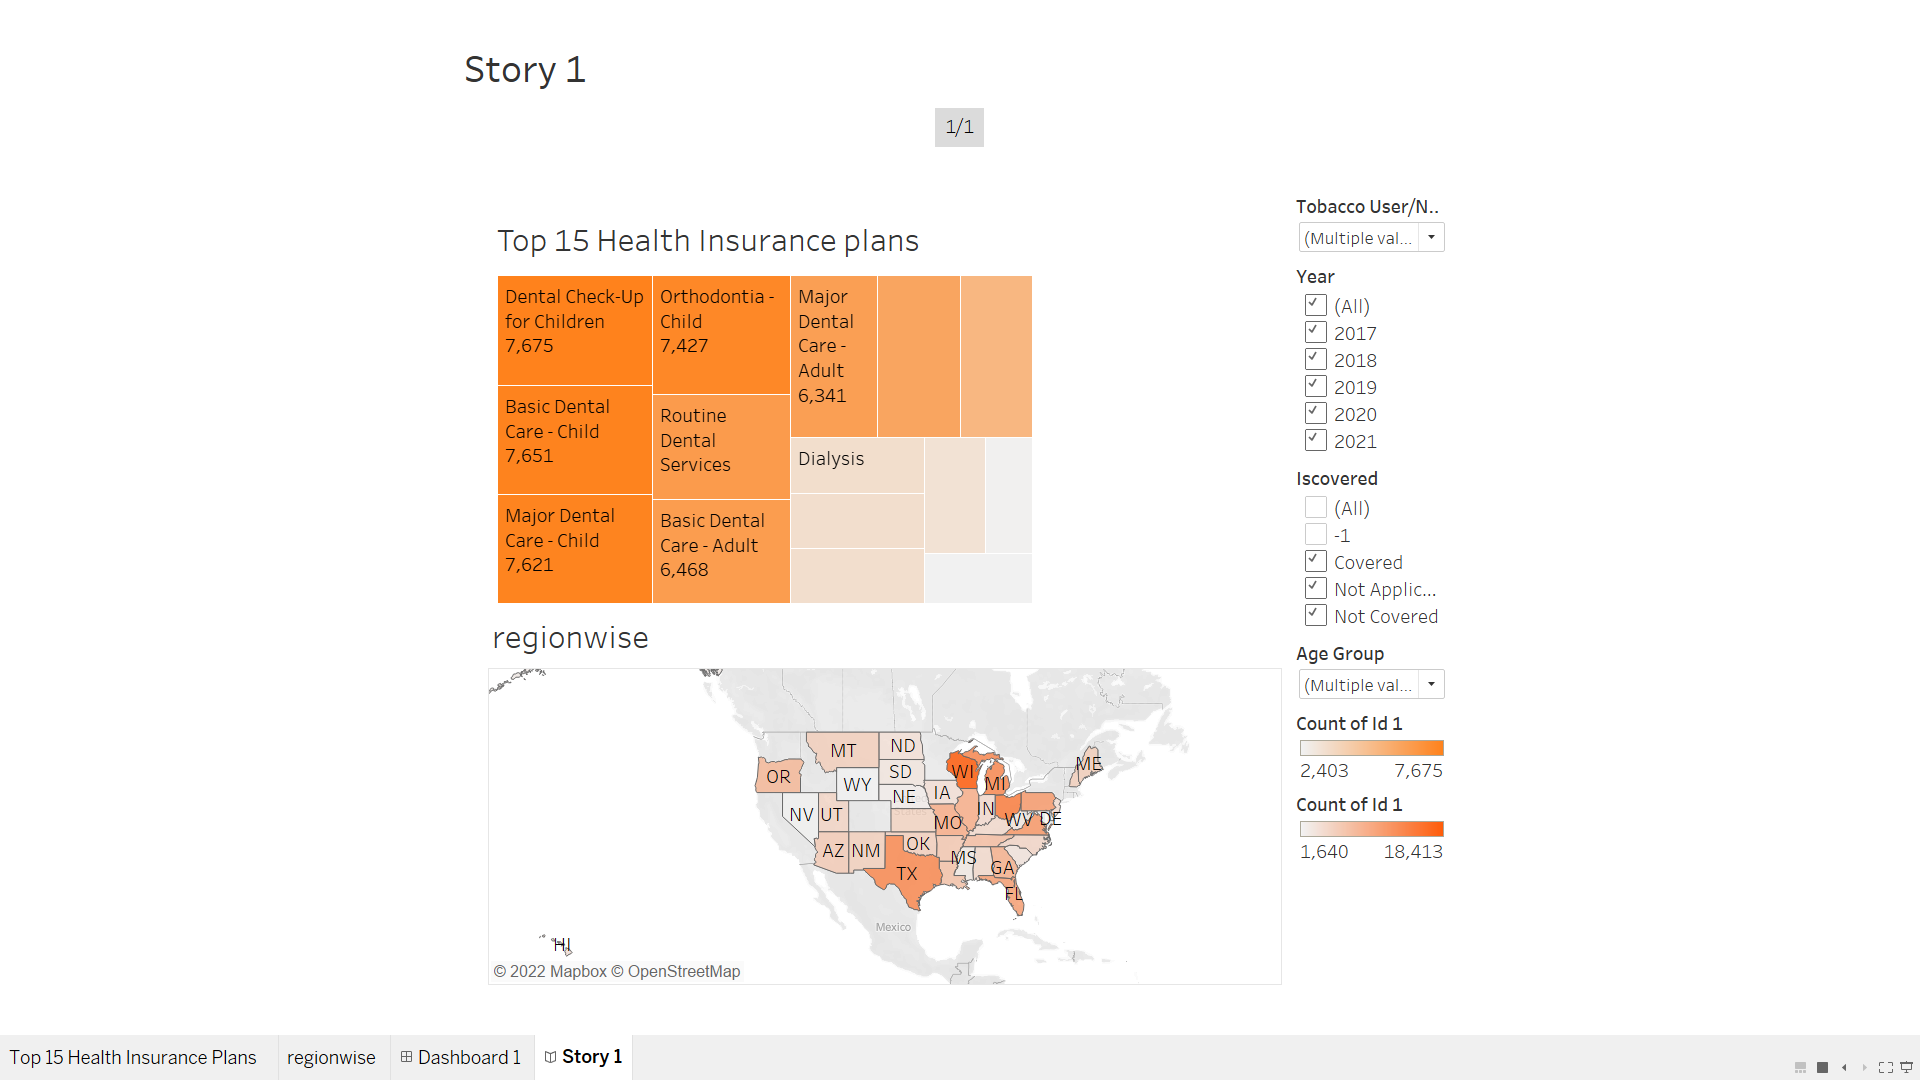 Story 1
1/1
Top 15 Health Insurance plans
Dental Check-Up
for Children
7,675
Basic Dental
Care - Child
7,651
Major Dental
Care - Child
7,621
Orthodontia -
Child
7,427
Routine
Dental
Services
Basic Dental
Care - Adult
6,468
Major
Dental
Care -
Adult
6,341
Dialysis
Tobacco User/N..
(Multiple val...
Year
(All)
2017
2018
2019
2020
2021
Iscovered
(All)
-1
Covered
Not Applic...
Not Covered
Age Group
(Multiple val...
Count of Id 1
2,403 7,675
Count of Id 1
1,640 18,413
regionwise
MT
ND
OR
WY
SD
WI
MI
ME
NE
IA
NV
UT
IN
MO
WV
DE
AZ
NM
OK
MS
TX
GA
FL
HI
Mexico
© 2022 Mapbox © OpenStreetMap
Top 15 Health Insurance Plans
regionwise
Dashboard 1
Story 1